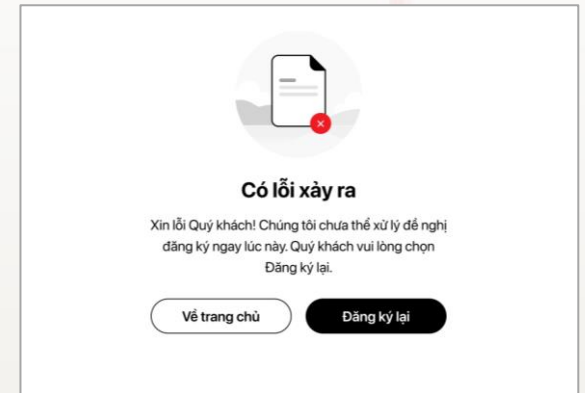 Có lỗi xảy ra
Xin lỗi Quý khách! Chúng tôi chưa thể xử lý đề nghị
đăng ký ngay lúc này. Quý khách vui lòng chọn
Đăng ký lại.
Về trang chủ
Đăng ký lại